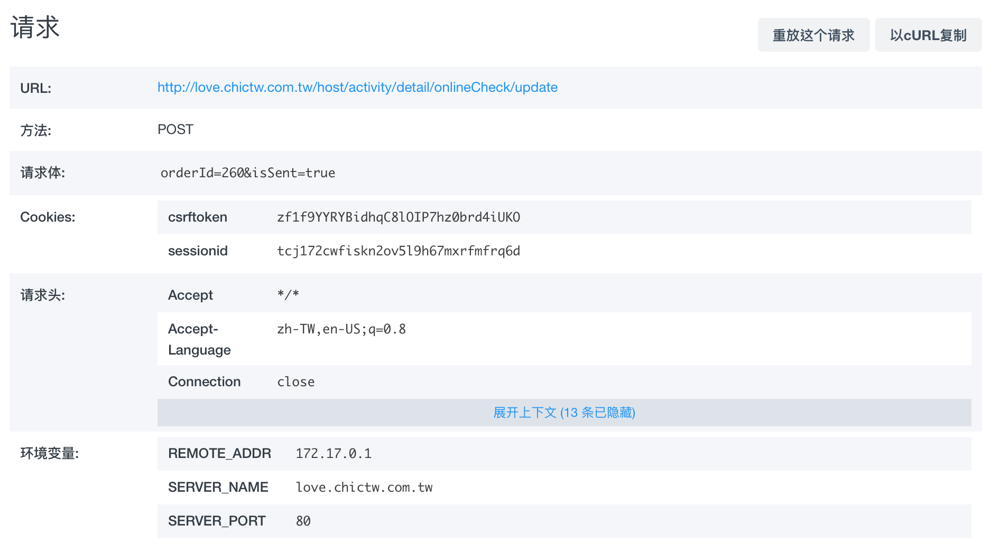 请求
重放这个请求
以cURL复制
URL: http://love.chictw.com.tw/host/activity/detail/onlineCheck/update
方法: POST
请求体: orderId=260&isSent=true
Cookies: csrftoken zf1f9YYRYBidhqC8lOIP7hz0brd4iUKO
sessionid tcj172cwfiskn2ov5l9h67mxrfmfrq6d
请求头: Accept */*
Accept- zh-TW,en-US;q=0.8
Language
Connection close
展开上下文 (13 条已隐藏)
环境变量: REMOTE_ADDR 172.17.0.1
SERVER_NAME love.chictw.com.tw
SERVER_PORT 80